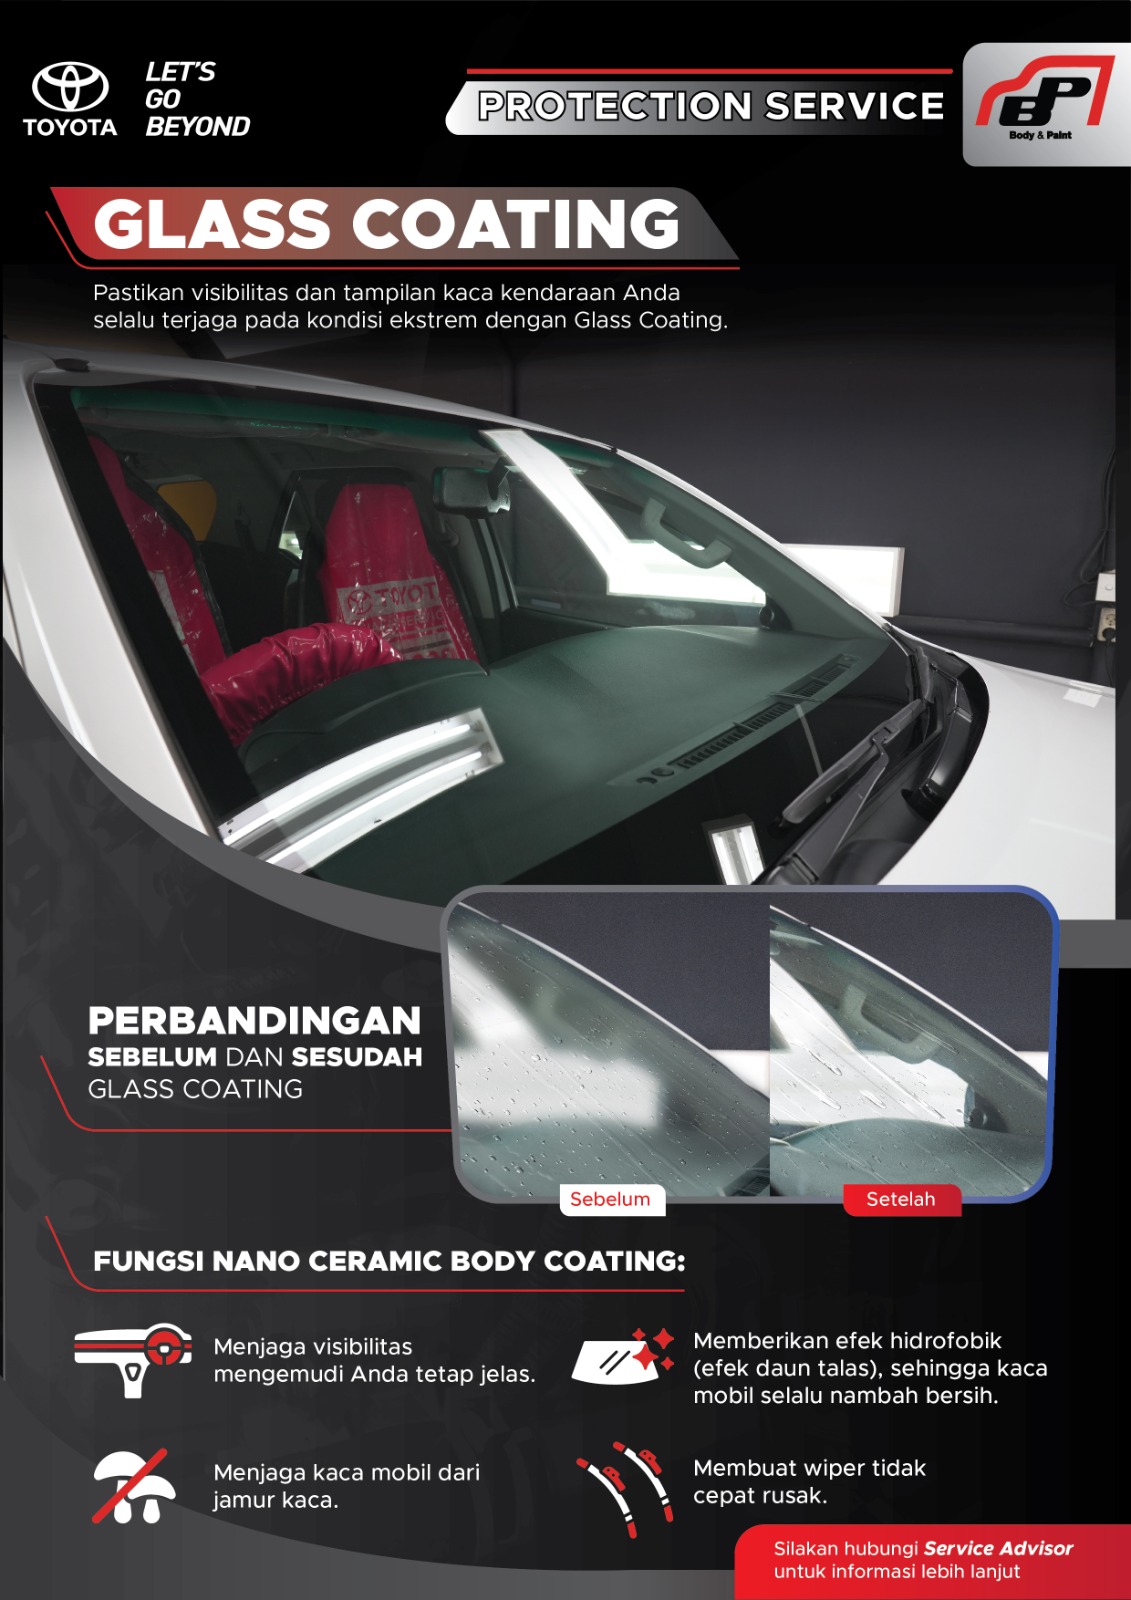 TOYOTA
LET'S
GO
BEYOND
PROTECTION SERVICE
BP
Body & Paint
GLASS COATING
Pastikan visibilitas dan tampilan kaca kendaraan Anda
selalu terjaga pada kondisi ekstrem dengan Glass Coating.
TOYOTA
PERBANDINGAN
SEBELUM DAN SESUDAH
GLASS COATING
Sebelum
Setelah
FUNGSI NANO CERAMIC BODY COATING:
Menjaga visibilitas
mengemudi Anda tetap jelas.
Memberikan efek hidrofobik
(efek daun talas), sehingga kaca
mobil selalu nambah bersih.
Menjaga kaca mobil dari
jamur kaca.
Membuat wiper tidak
cepat rusak.
Silakan hubungi Service Advisor
untuk informasi lebih lanjut